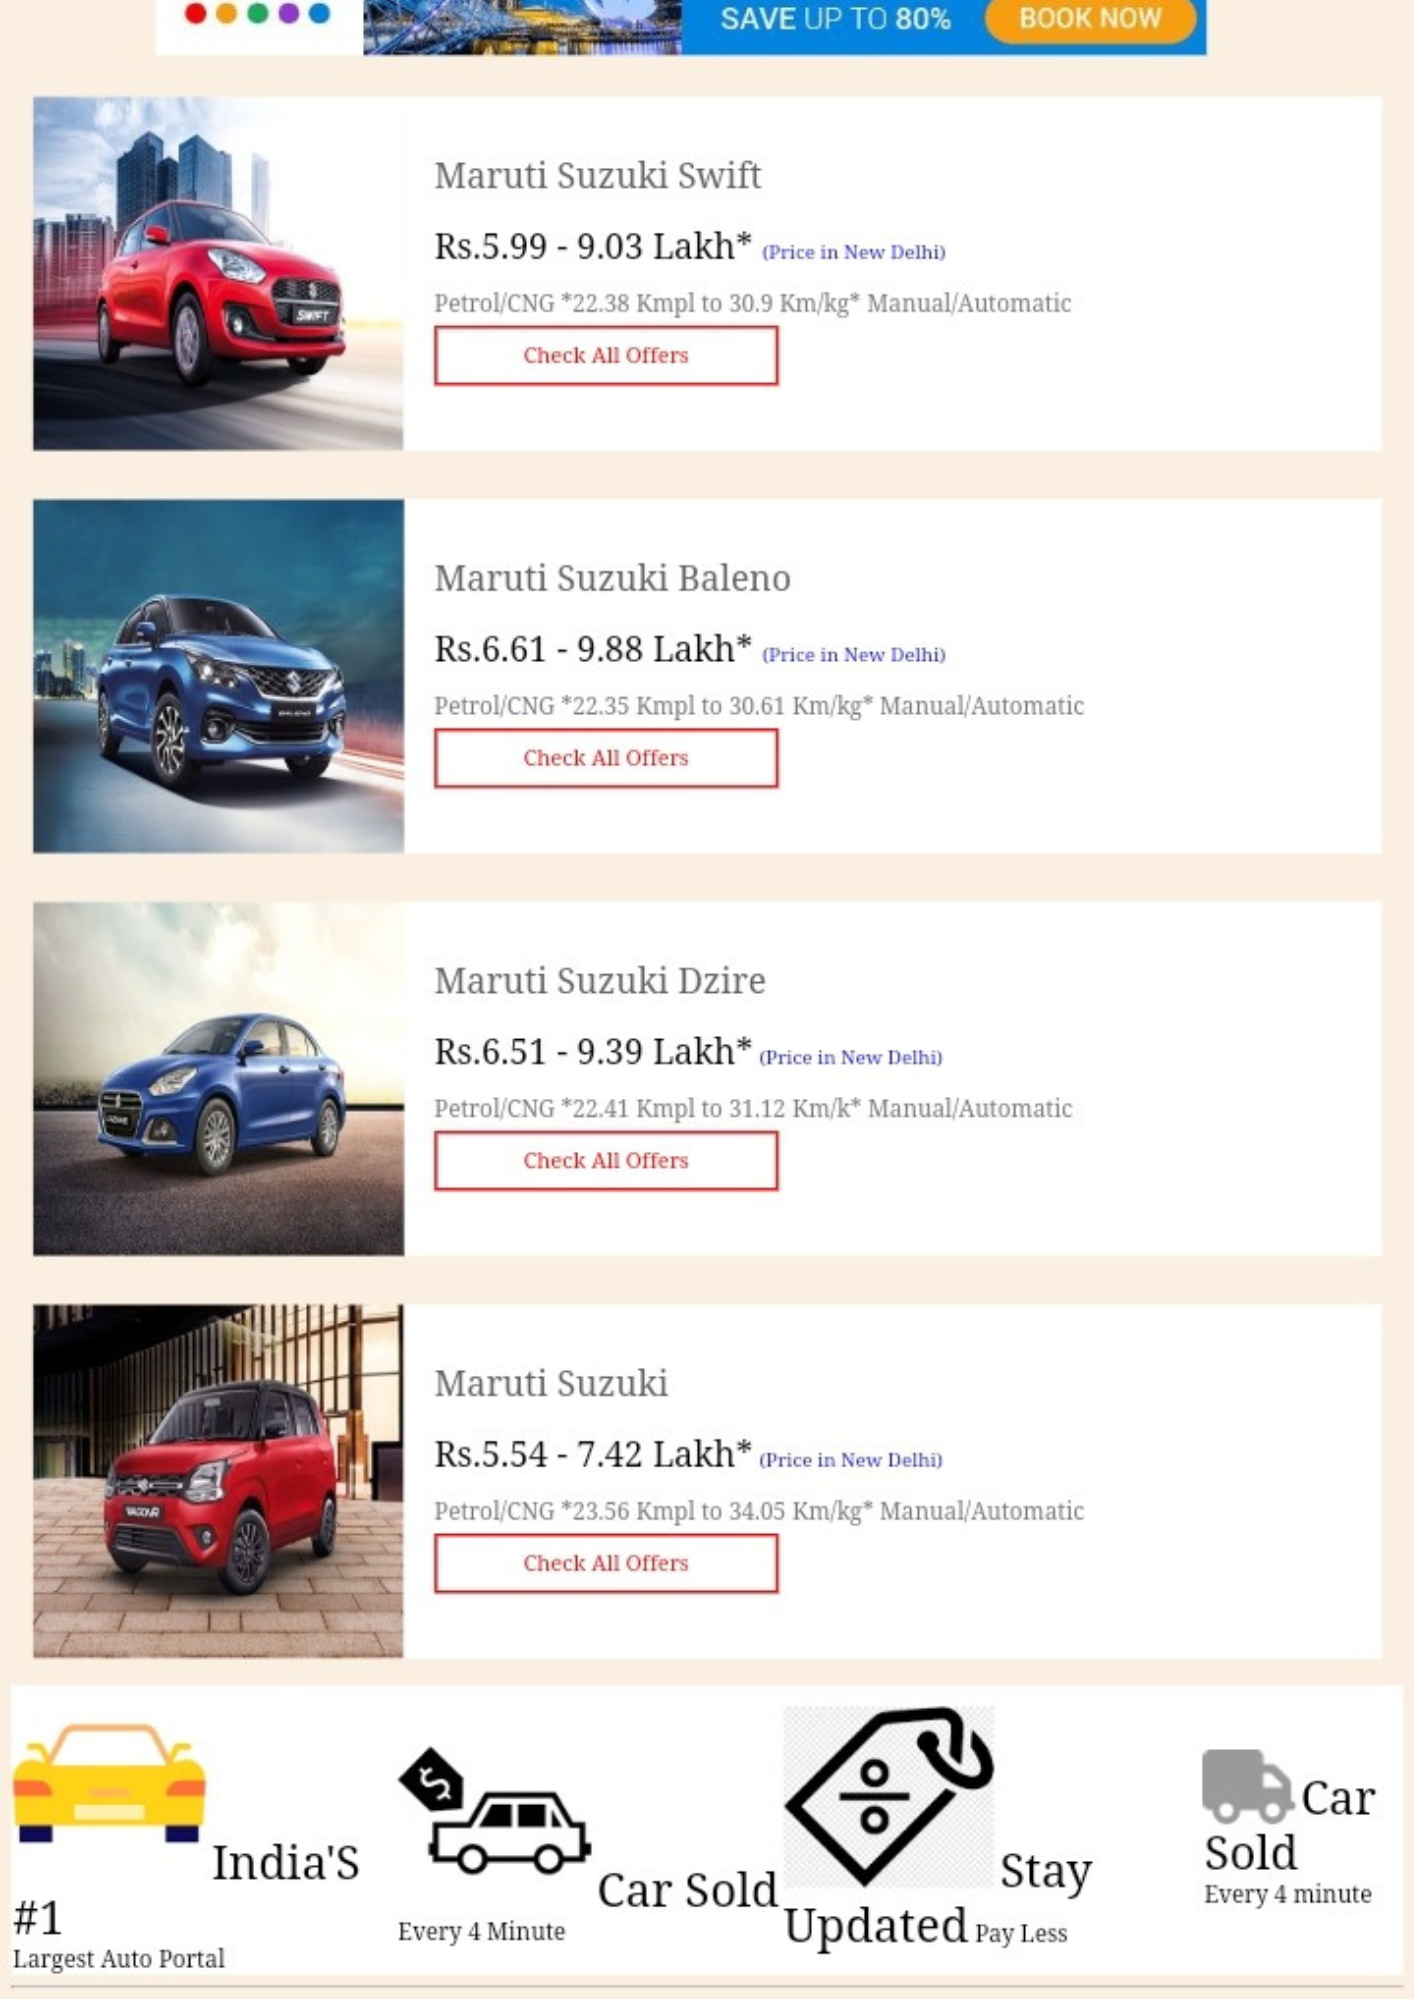 SAVE UP TO 80%
BOOK NOW
Maruti Suzuki Swift
Rs.5.99 - 9.03 Lakh* (Price in New Delhi)
Petrol/CNG *22.38 Kmpl to 30.9 Km/kg* Manual/Automatic
Check All Offers
SWIFT
Maruti Suzuki Baleno
Rs.6.61 - 9.88 Lakh* (Price in New Delhi)
Petrol/CNG *22.35 Kmpl to 30.61 Km/kg* Manual/Automatic
Check All Offers
BALENO
Maruti Suzuki Dzire
Rs.6.51 - 9.39 Lakh* (Price in New Delhi)
Petrol/CNG *22.41 Kmpl to 31.12 Km/k* Manual/Automatic
Check All Offers
DZIRE
Maruti Suzuki
Rs.5.54 - 7.42 Lakh* (Price in New Delhi)
Petrol/CNG *23.56 Kmpl to 34.05 Km/kg* Manual/Automatic
Check All Offers
WAGONR
India'S
#1
Largest Auto Portal
$
Car Sold
Every 4 Minute
Stay
Updated Pay Less
Car
Sold
Every 4 minute